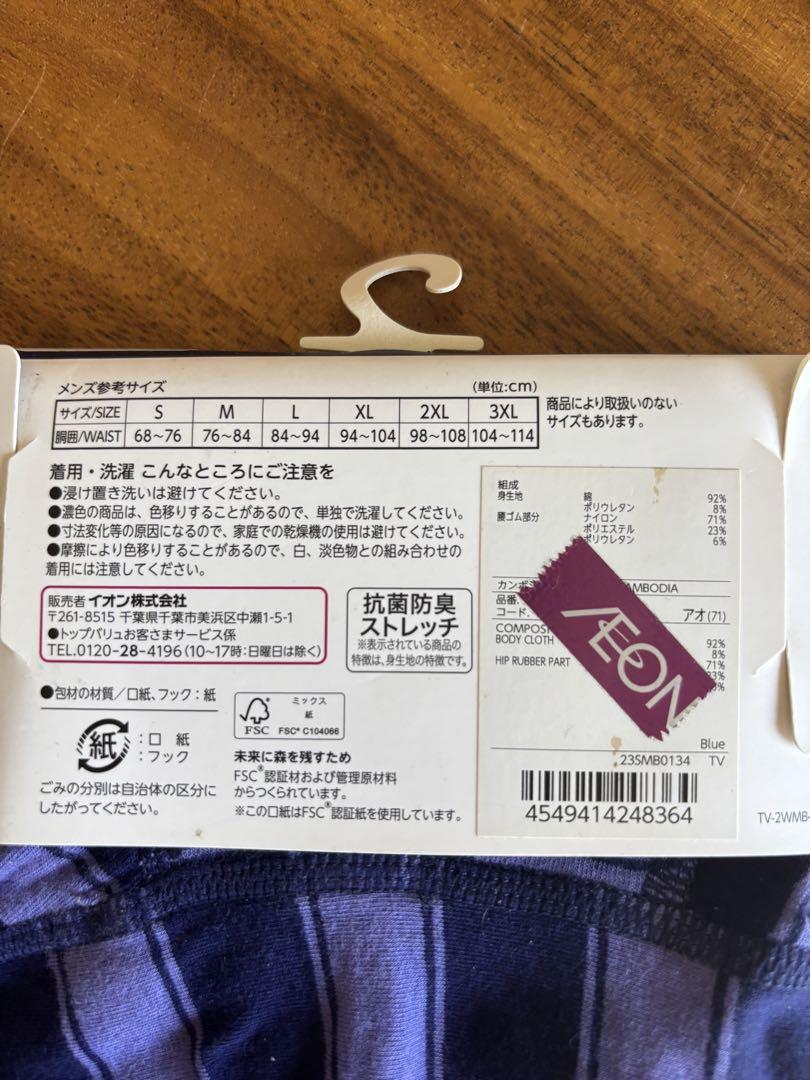 メンズ参考サイズ (単位:cm)
サイズ/SIZE S M L XL 2XL 3XL
胴囲/WAIST 68~76 76~84 84~94 94~104 98~108 104~114
商品により取扱いのない
サイズもあります。
着用・洗濯 こんなところにご注意を
●浸け置き洗いは避けてください。
●濃色の商品は、色移りすることがあるので、単独で洗濯してください。
●寸法変化等の原因になるので、家庭での乾燥機の使用は避けてください。
●摩擦により色移りすることがあるので、白、淡色物との組み合わせの
着用には注意してください。
販売者 イオン株式会社
〒261-8515 千葉県千葉市美浜区中瀬1-5-1
●トップバリュお客さまサービス係
TEL.0120-28-4196(10~17時:日曜日は除く)
抗菌防臭
ストレッチ
※表示されている商品の
特徴は、身生地の特徴です。
●包材の材質/口紙、フック:紙
紙
:口 紙
:フック
ごみの分別は自治体の区分に
したがってください。
FSC
ミックス
紙
FSC® C104066
未来に森を残すため
FSC®認証材および管理原材料
からつくられています。
※この口紙はFSC®認証紙を使用しています。
組成
身生地 綿 92%
ポリウレタン 8%
腰ゴム部分 ナイロン 71%
ポリエステル 23%
ポリウレタン 6%
カンボ AMBODIA
品番
コード アオ(71)
COMPOSI
BODY CLOTH 92%
8%
HIP RUBBER PART 71%
ÆON
Blue
23SMB0134 TV
4549414248364
TV-2WMB-